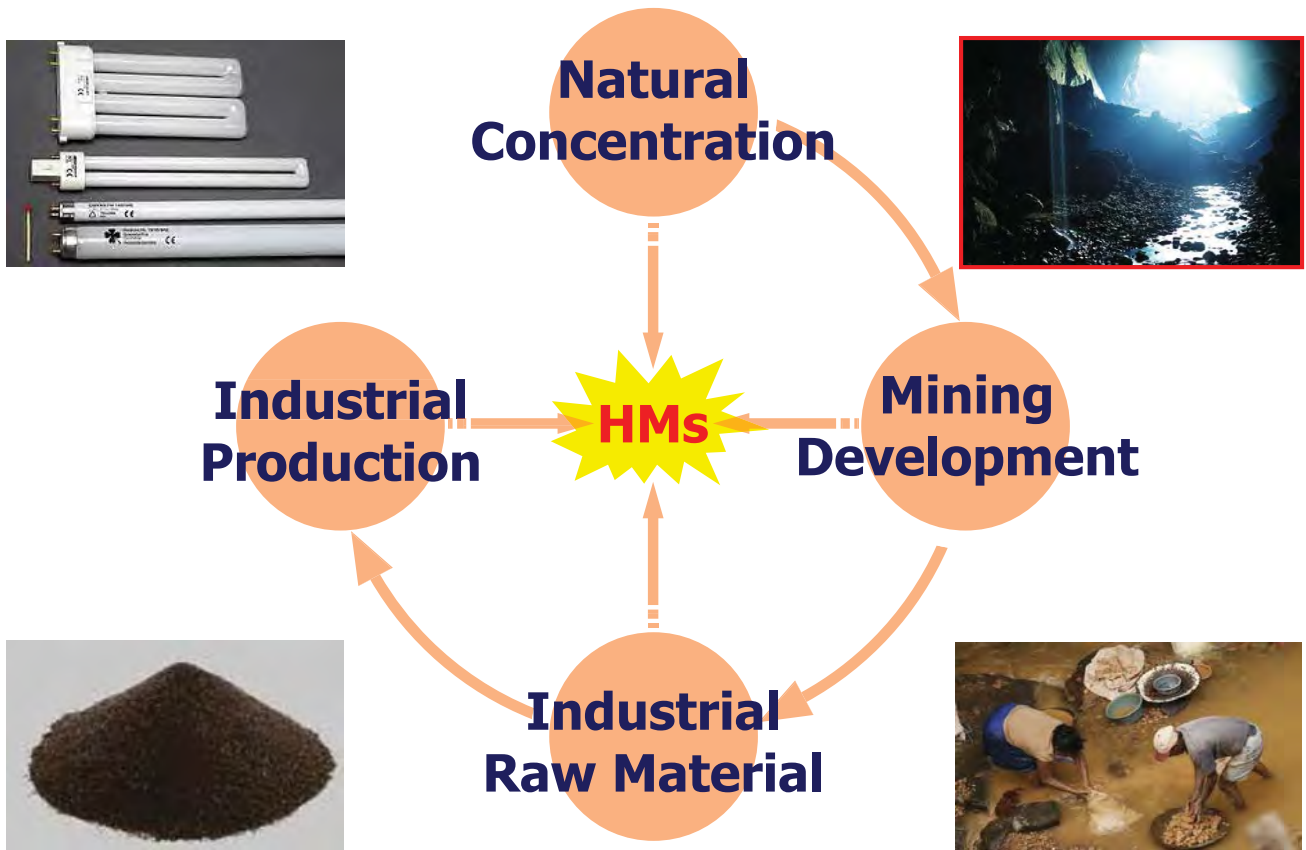 Natural
Concentration
Industrial
Production
HMs
Mining
Development
Industrial
Raw Material